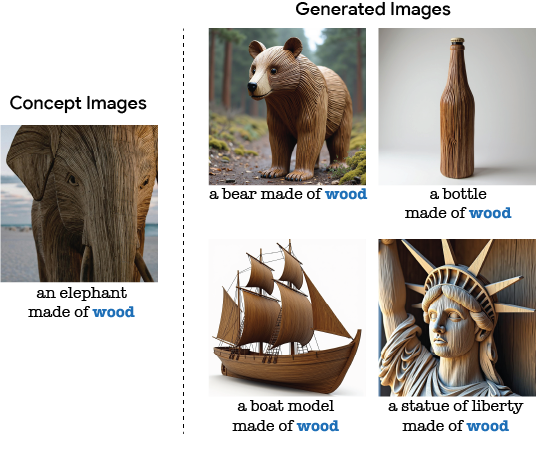 Generated Images
Concept Images
an elephant
made of wood
a bear made of wood
a bottle
made of wood
a boat model
made of wood
a statue of liberty
made of wood